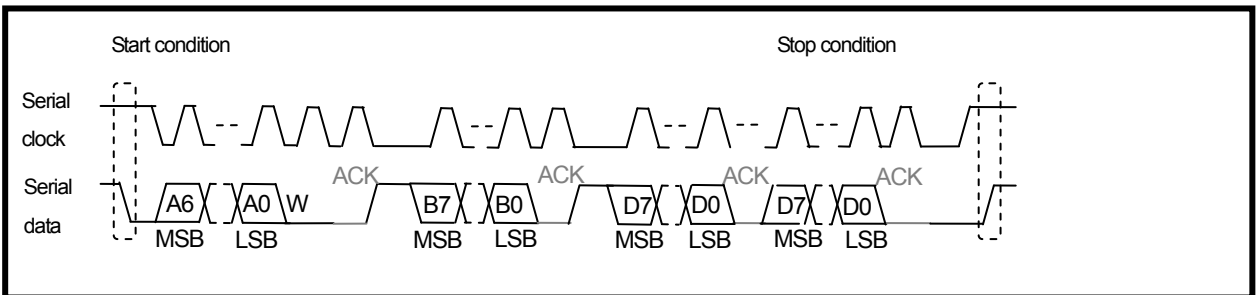 Start condition Stop condition
Serial
clock
ACK ACK ACK ACK
Serial
data
A6 A0 W B7 B0 D7 D0 D7 D0
MSB LSB MSB LSB MSB LSB MSB LSB